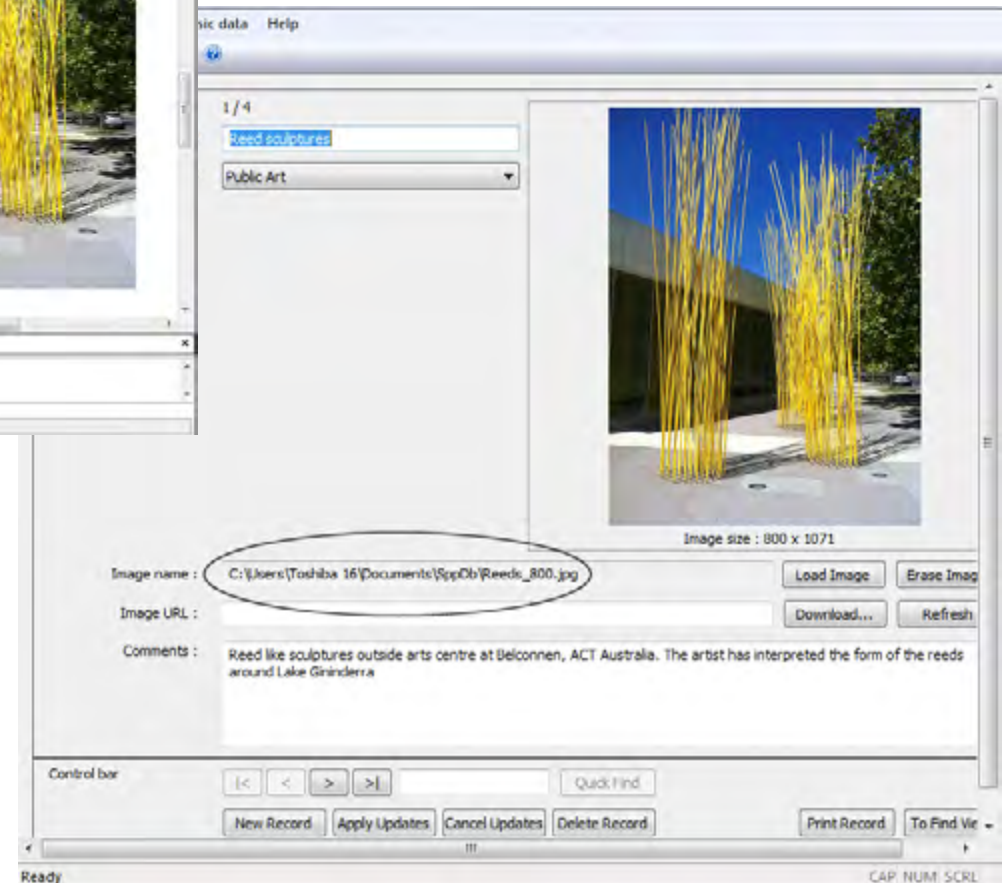 sic data Help
1 / 4
Reed sculptures
Public Art
Image size : 800 x 1071
Image name : C:\Users\Toshiba 16\Documents\SppDb\Reeds_800.jpg
Load Image Erase Imag
Image URL :
Download... Refresh
Comments : Reed like sculptures outside arts centre at Belconnen, ACT Australia. The artist has interpreted the form of the reeds
around Lake Gininderra
Control bar |< < > >| Quick Find
New Record Apply Updates Cancel Updates Delete Record Print Record To Find Vie
Ready CAP NUM SCRL